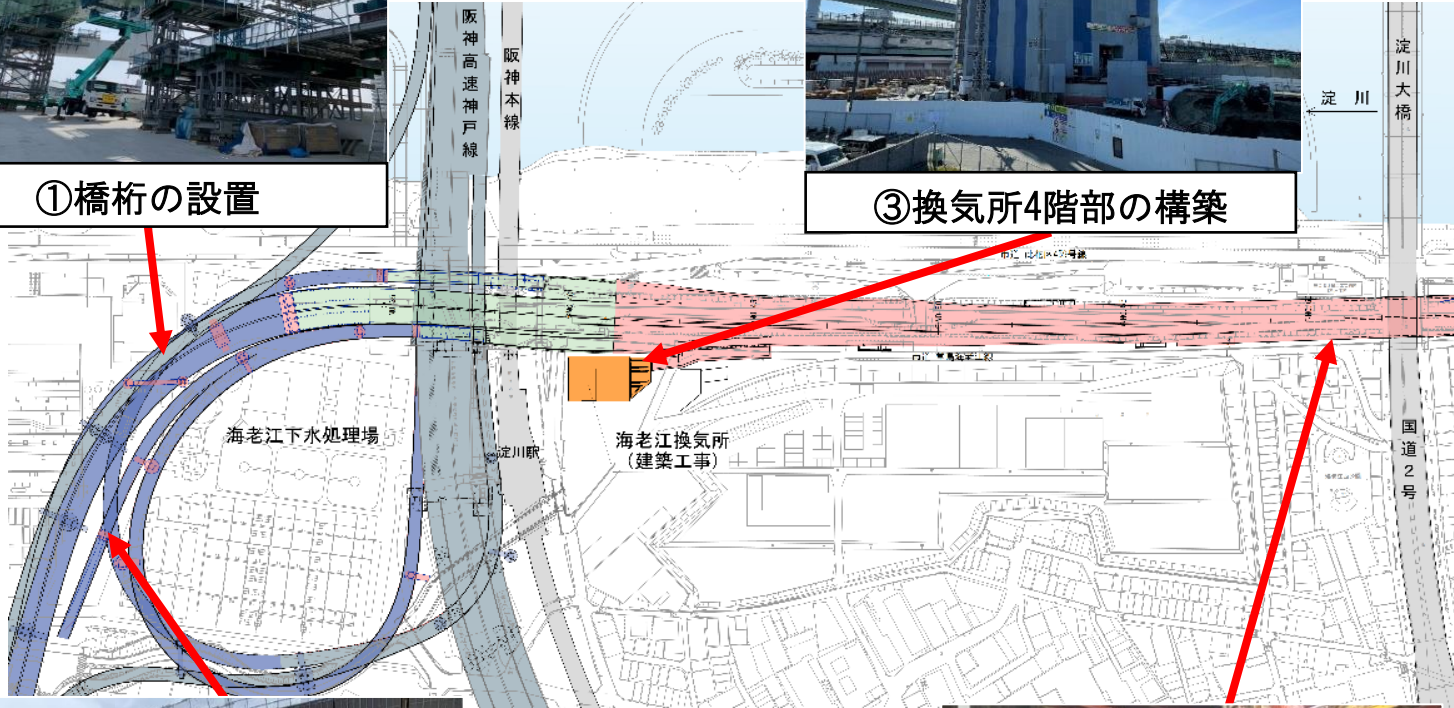 阪神高速神戸線
阪神本線
淀川大橋
淀川
①橋桁の設置
③換気所4階部の構築
海老江下水処理場
淀川駅
海老江換気所
(建築工事)
国道2号